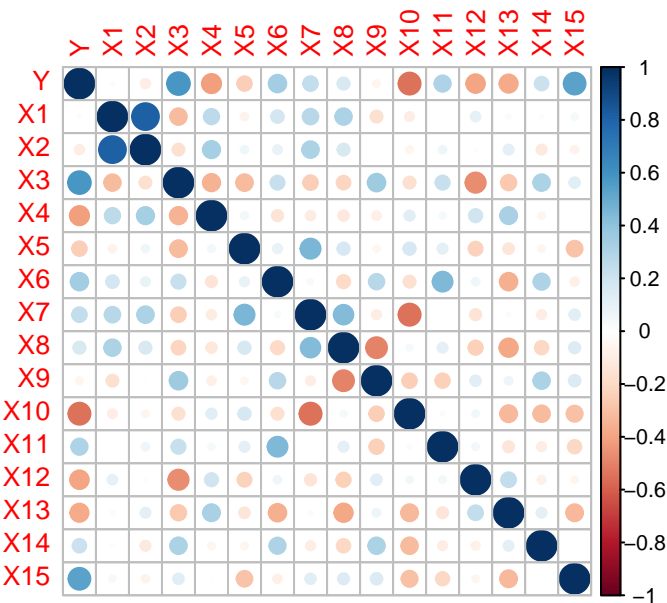 Y X1 X2 X3 X4 X5 X6 X7 X8 X9 X10 X11 X12 X13 X14 X15
Y
X1
X2
X3
X4
X5
X6
X7
X8
X9
X10
X11
X12
X13
X14
X15
1
0.8
0.6
0.4
0.2
0
−0.2
−0.4
−0.6
−0.8
−1